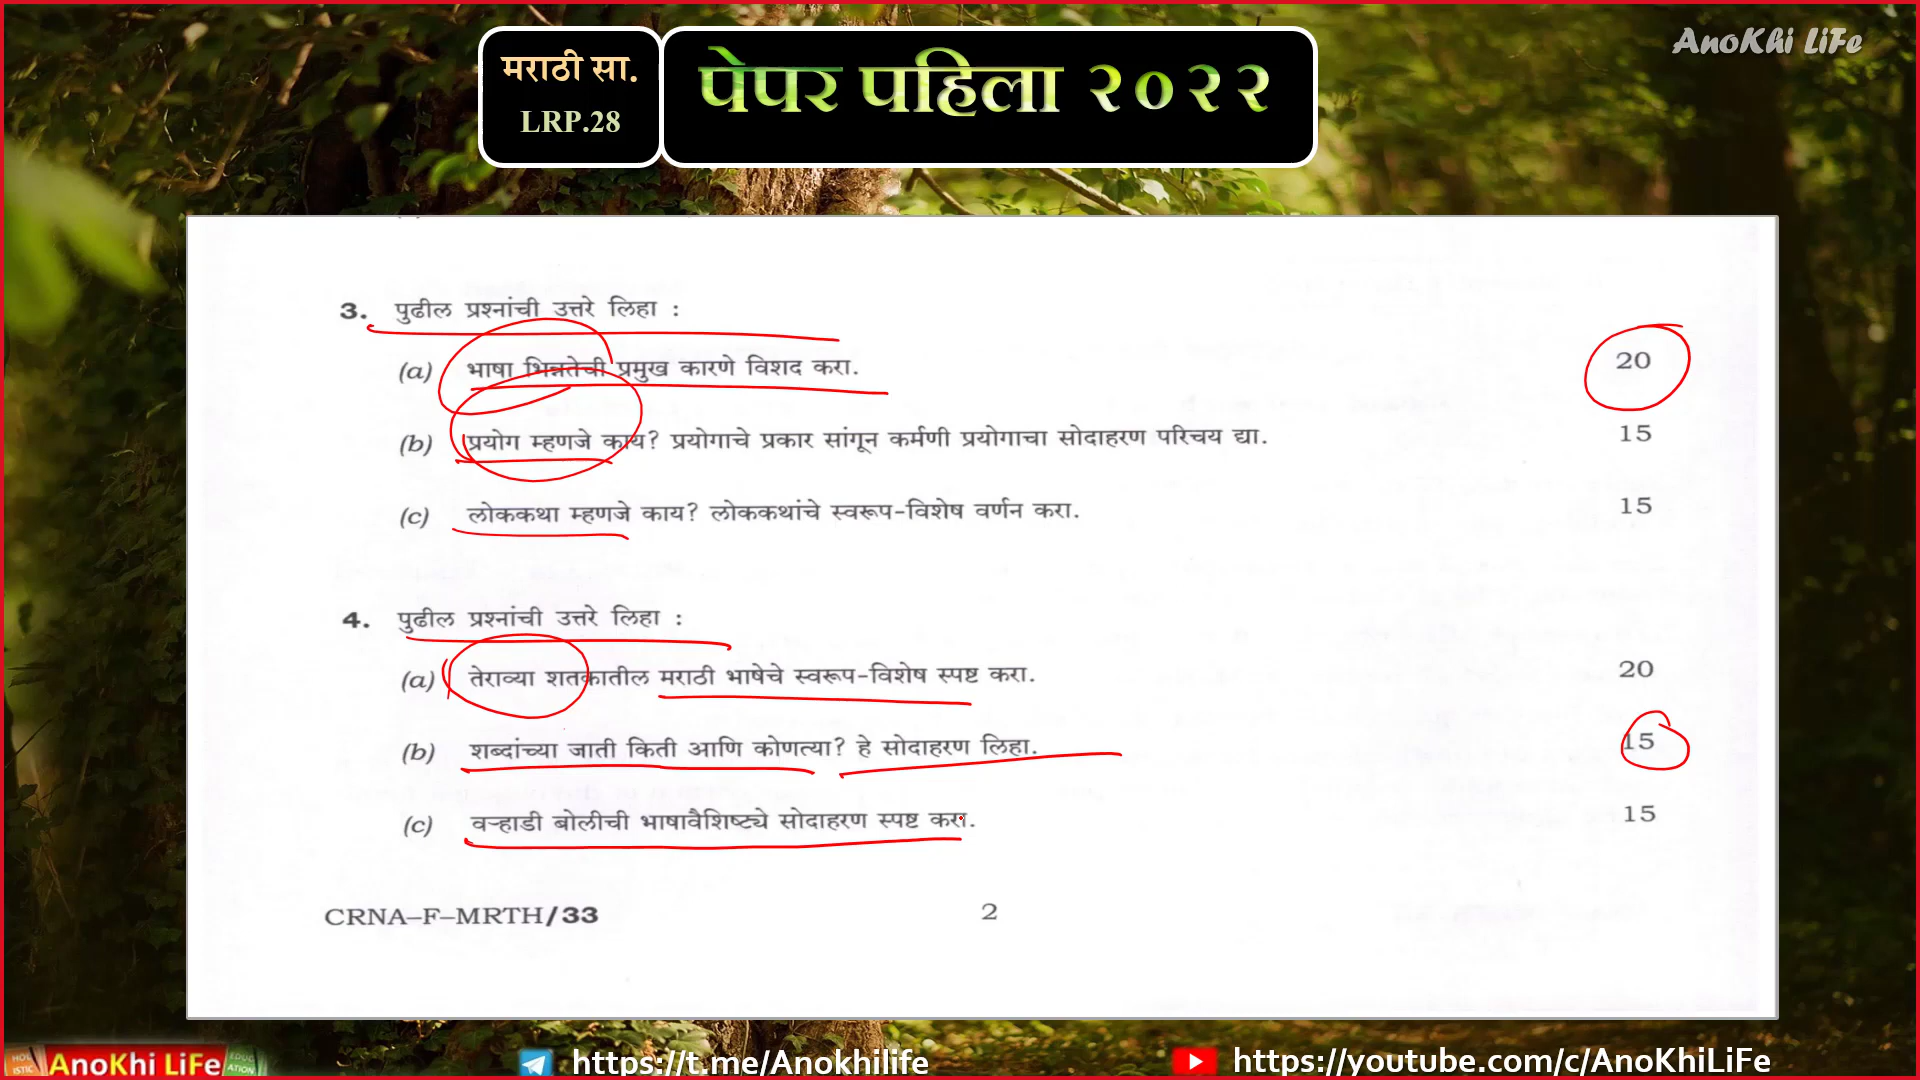 मराठी सा.
LRP.28
पेपर पहिला २०२२
AnoKhi LiFe
3. पुढील प्रश्नांची उत्तरे लिहा :
(a) भाषा भिन्नतेची प्रमुख कारणे विशद करा. 20
(b) प्रयोग म्हणजे काय? प्रयोगाचे प्रकार सांगून कर्मणी प्रयोगाचा सोदाहरण परिचय द्या. 15
(c) लोककथा म्हणजे काय? लोककथांचे स्वरूप-विशेष वर्णन करा. 15
4. पुढील प्रश्नांची उत्तरे लिहा :
(a) तेराव्या शतकातील मराठी भाषेचे स्वरूप-विशेष स्पष्ट करा. 20
(b) शब्दांच्या जाती किती आणि कोणत्या? हे सोदाहरण लिहा. 15
(c) वऱ्हाडी बोलीची भाषावैशिष्ट्ये सोदाहरण स्पष्ट करा. 15
CRNA–F–MRTH/33 2
HOLISTIC AnoKhi LiFe EDUCATION
https://t.me/Anokhilife
https://youtube.com/c/AnoKhiLiFe